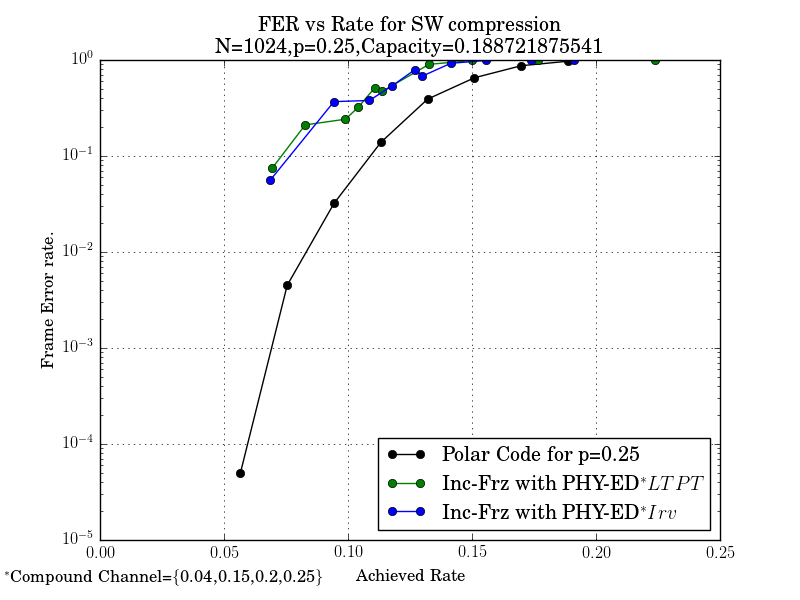 FER vs Rate for SW compression
N=1024,p=0.25,Capacity=0.188721875541
Frame Error rate.
10⁰
10⁻¹
10⁻²
10⁻³
10⁻⁴
10⁻⁵
Polar Code for p=0.25
Inc-Frz with PHY-ED*LTPT
Inc-Frz with PHY-ED*Irv
0.00 0.05 0.10 0.15 0.20 0.25
*Compound Channel={0.04,0.15,0.2,0.25} Achieved Rate